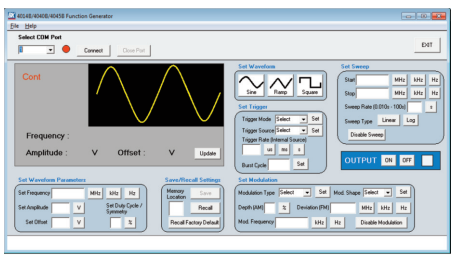 4014B/4040B/4045B Function Generator
File Help
Select COM Port
Connect
Close Port
EXIT
Cord
Frequency :
Amplitude : V Offset : V Update
Set Waveform
Sine Ramp Square
Set Trigger
Trigger Mode Select Set
Trigger Source Select Set
Trigger Rate (Internal Source)
us ms s
Burst Cycle Set
Set Sweep
Start MHz kHz Hz
Stop MHz kHz Hz
Sweep Rate (0.010s - 100s) s
Sweep Type Linear Log
Disable Sweep
OUTPUT ON OFF
Set Waveform Parameters
Set Frequency MHz kHz Hz
Set Amplitude V
Set Duty Cycle /
Symmetry
Set Offset V %
Save/Recall Settings
Memory
Location
Save
Recall
Recall Factory Default
Set Modulation
Modulation Type Select Set Mod. Shape Select Set
Depth (AM) % Deviation (FM) MHz kHz Hz
Mod. Frequency kHz Hz Disable Modulation